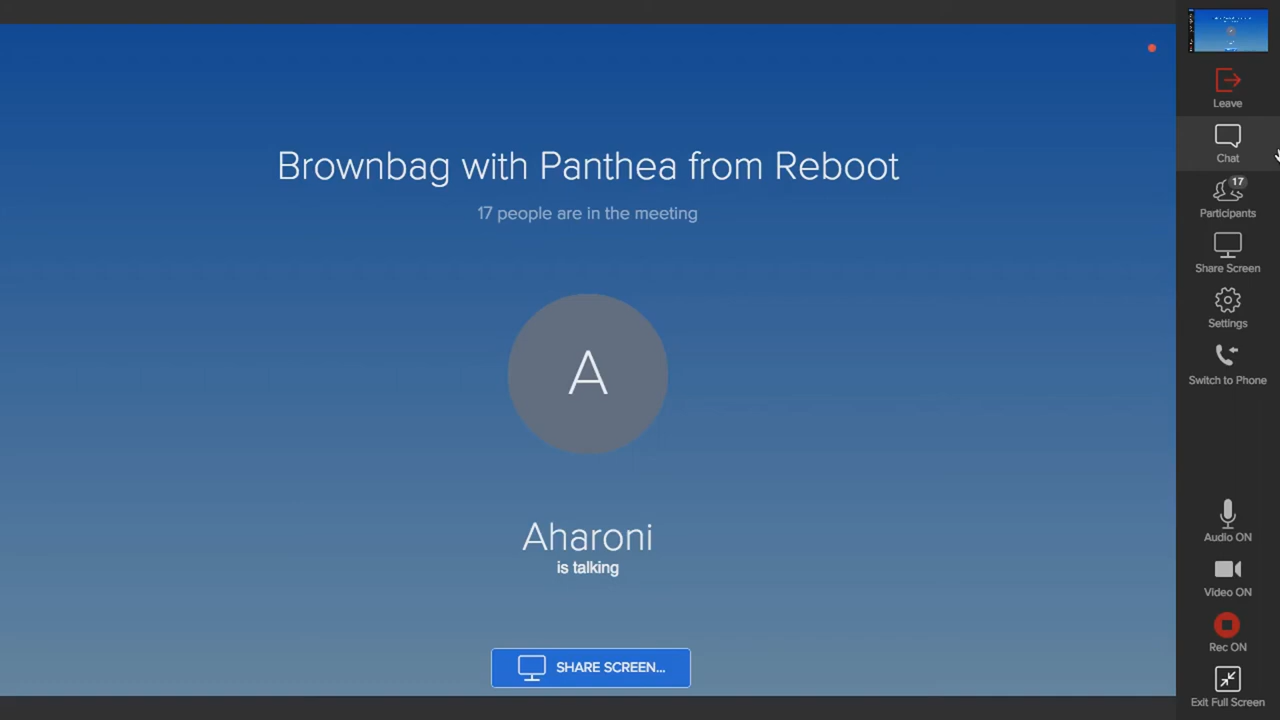 Brownbag with Panthea from Reboot
17 people are in the meeting
A
Aharoni
is talking
SHARE SCREEN...
Leave
Chat
17
Participants
Share Screen
Settings
Switch to Phone
Audio ON
Video ON
Rec ON
Exit Full Screen